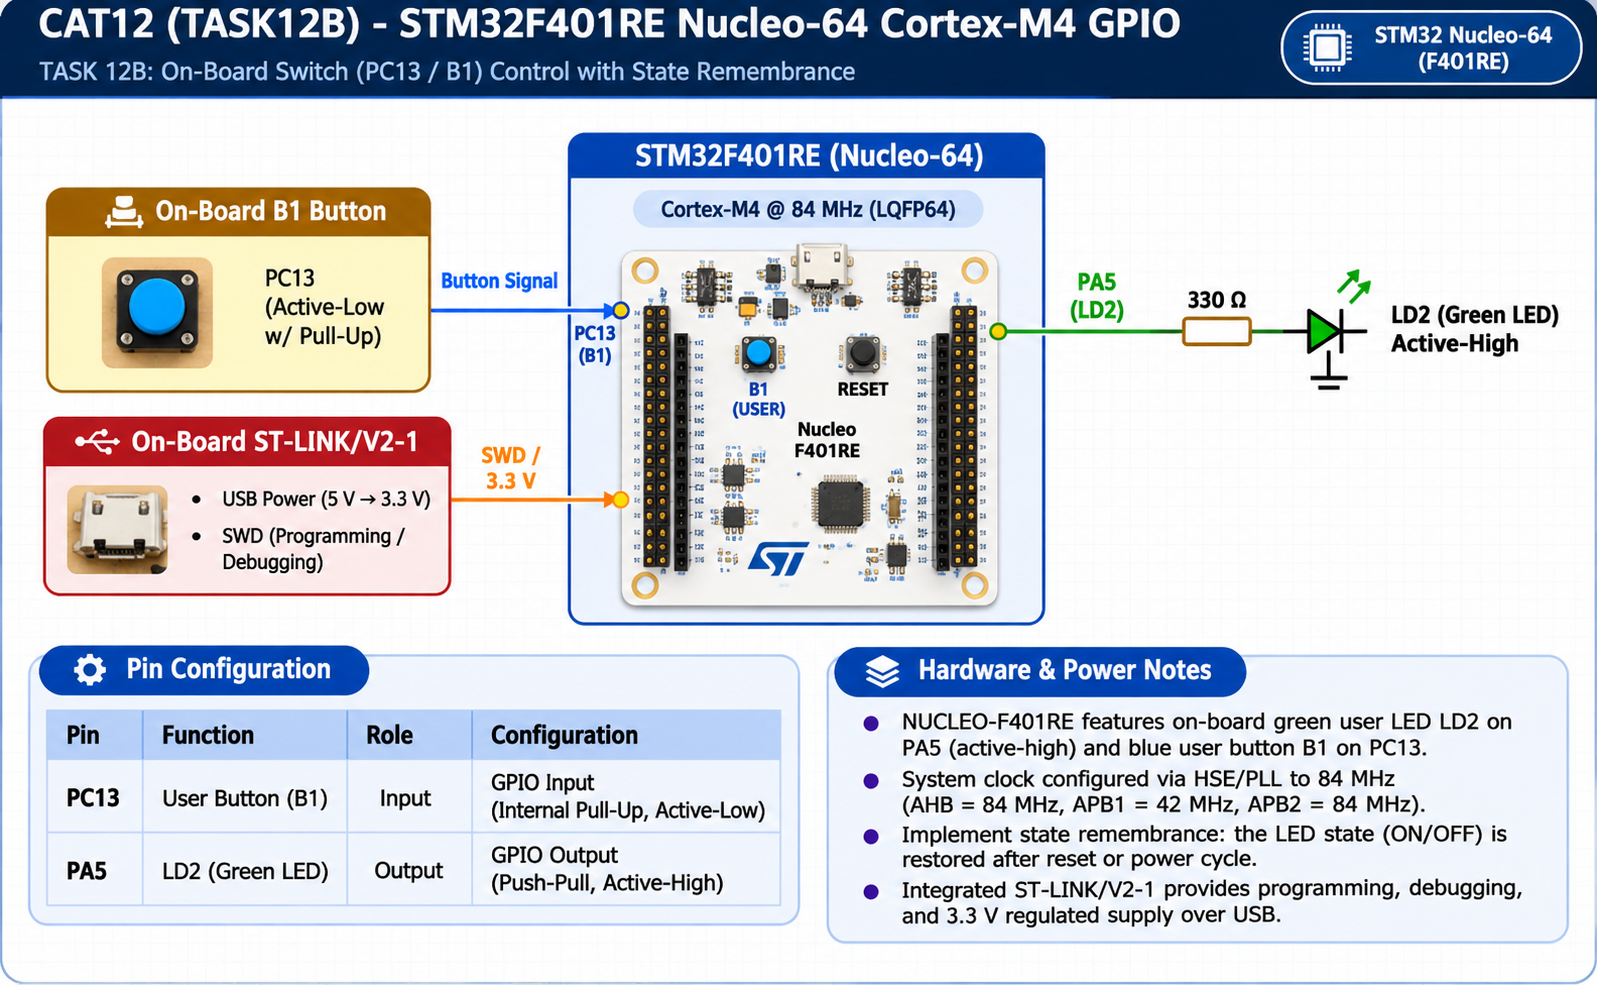 CAT12 (TASK12B) - STM32F401RE Nucleo-64 Cortex-M4 GPIO
TASK 12B: On-Board Switch (PC13 / B1) Control with State Remembrance
STM32 Nucleo-64
(F401RE)
STM32F401RE (Nucleo-64)
Cortex-M4 @ 84 MHz (LQFP64)
On-Board B1 Button
PC13
(Active-Low
w/ Pull-Up)
Button Signal
PC13
(B1)
On-Board ST-LINK/V2-1
• USB Power (5 V → 3.3 V)
• SWD (Programming /
Debugging)
SWD /
3.3 V
B1
(USER)
RESET
Nucleo
F401RE
ST
PA5
(LD2)
330 Ω
LD2 (Green LED)
Active-High
Pin Configuration
Pin Function Role Configuration
PC13 User Button (B1) Input GPIO Input
(Internal Pull-Up, Active-Low)
PA5 LD2 (Green LED) Output GPIO Output
(Push-Pull, Active-High)
Hardware & Power Notes
● NUCLEO-F401RE features on-board green user LED LD2 on
PA5 (active-high) and blue user button B1 on PC13.
● System clock configured via HSE/PLL to 84 MHz
(AHB = 84 MHz, APB1 = 42 MHz, APB2 = 84 MHz).
● Implement state remembrance: the LED state (ON/OFF) is
restored after reset or power cycle.
● Integrated ST-LINK/V2-1 provides programming, debugging,
and 3.3 V regulated supply over USB.